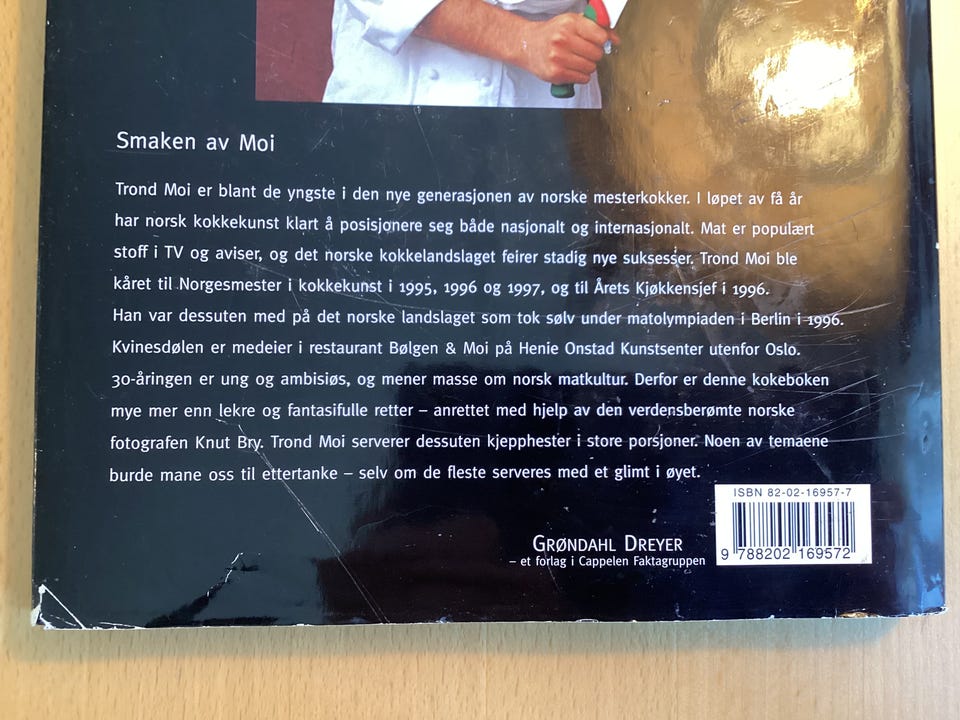 Smaken av Moi
Trond Moi er blant de yngste i den nye generasjonen av norske mesterkokker. I løpet av få år
har norsk kokkekunst klart å posisjonere seg både nasjonalt og internasjonalt. Mat er populært
stoff i TV og aviser, og det norske kokkelandslaget feirer stadig nye suksesser. Trond Moi ble
kåret til Norgesmester i kokkekunst i 1995, 1996 og 1997, og til Årets Kjøkkensjef i 1996.
Han var dessuten med på det norske landslaget som tok sølv under matolympiaden i Berlin i 1996.
Kvinesdølen er medeier i restaurant Bølgen & Moi på Henie Onstad Kunstsenter utenfor Oslo.
30-åringen er ung og ambisiøs, og mener masse om norsk matkultur. Derfor er denne kokeboken
mye mer enn lekre og fantasifulle retter – anrettet med hjelp av den verdensberømte norske
fotografen Knut Bry. Trond Moi serverer dessuten kjepphester i store porsjoner. Noen av temaene
burde mane oss til ettertanke – selv om de fleste serveres med et glimt i øyet.
ISBN 82-02-16957-7
GRØNDAHL DREYER
– et forlag i Cappelen Faktagruppen
9 788202 169572